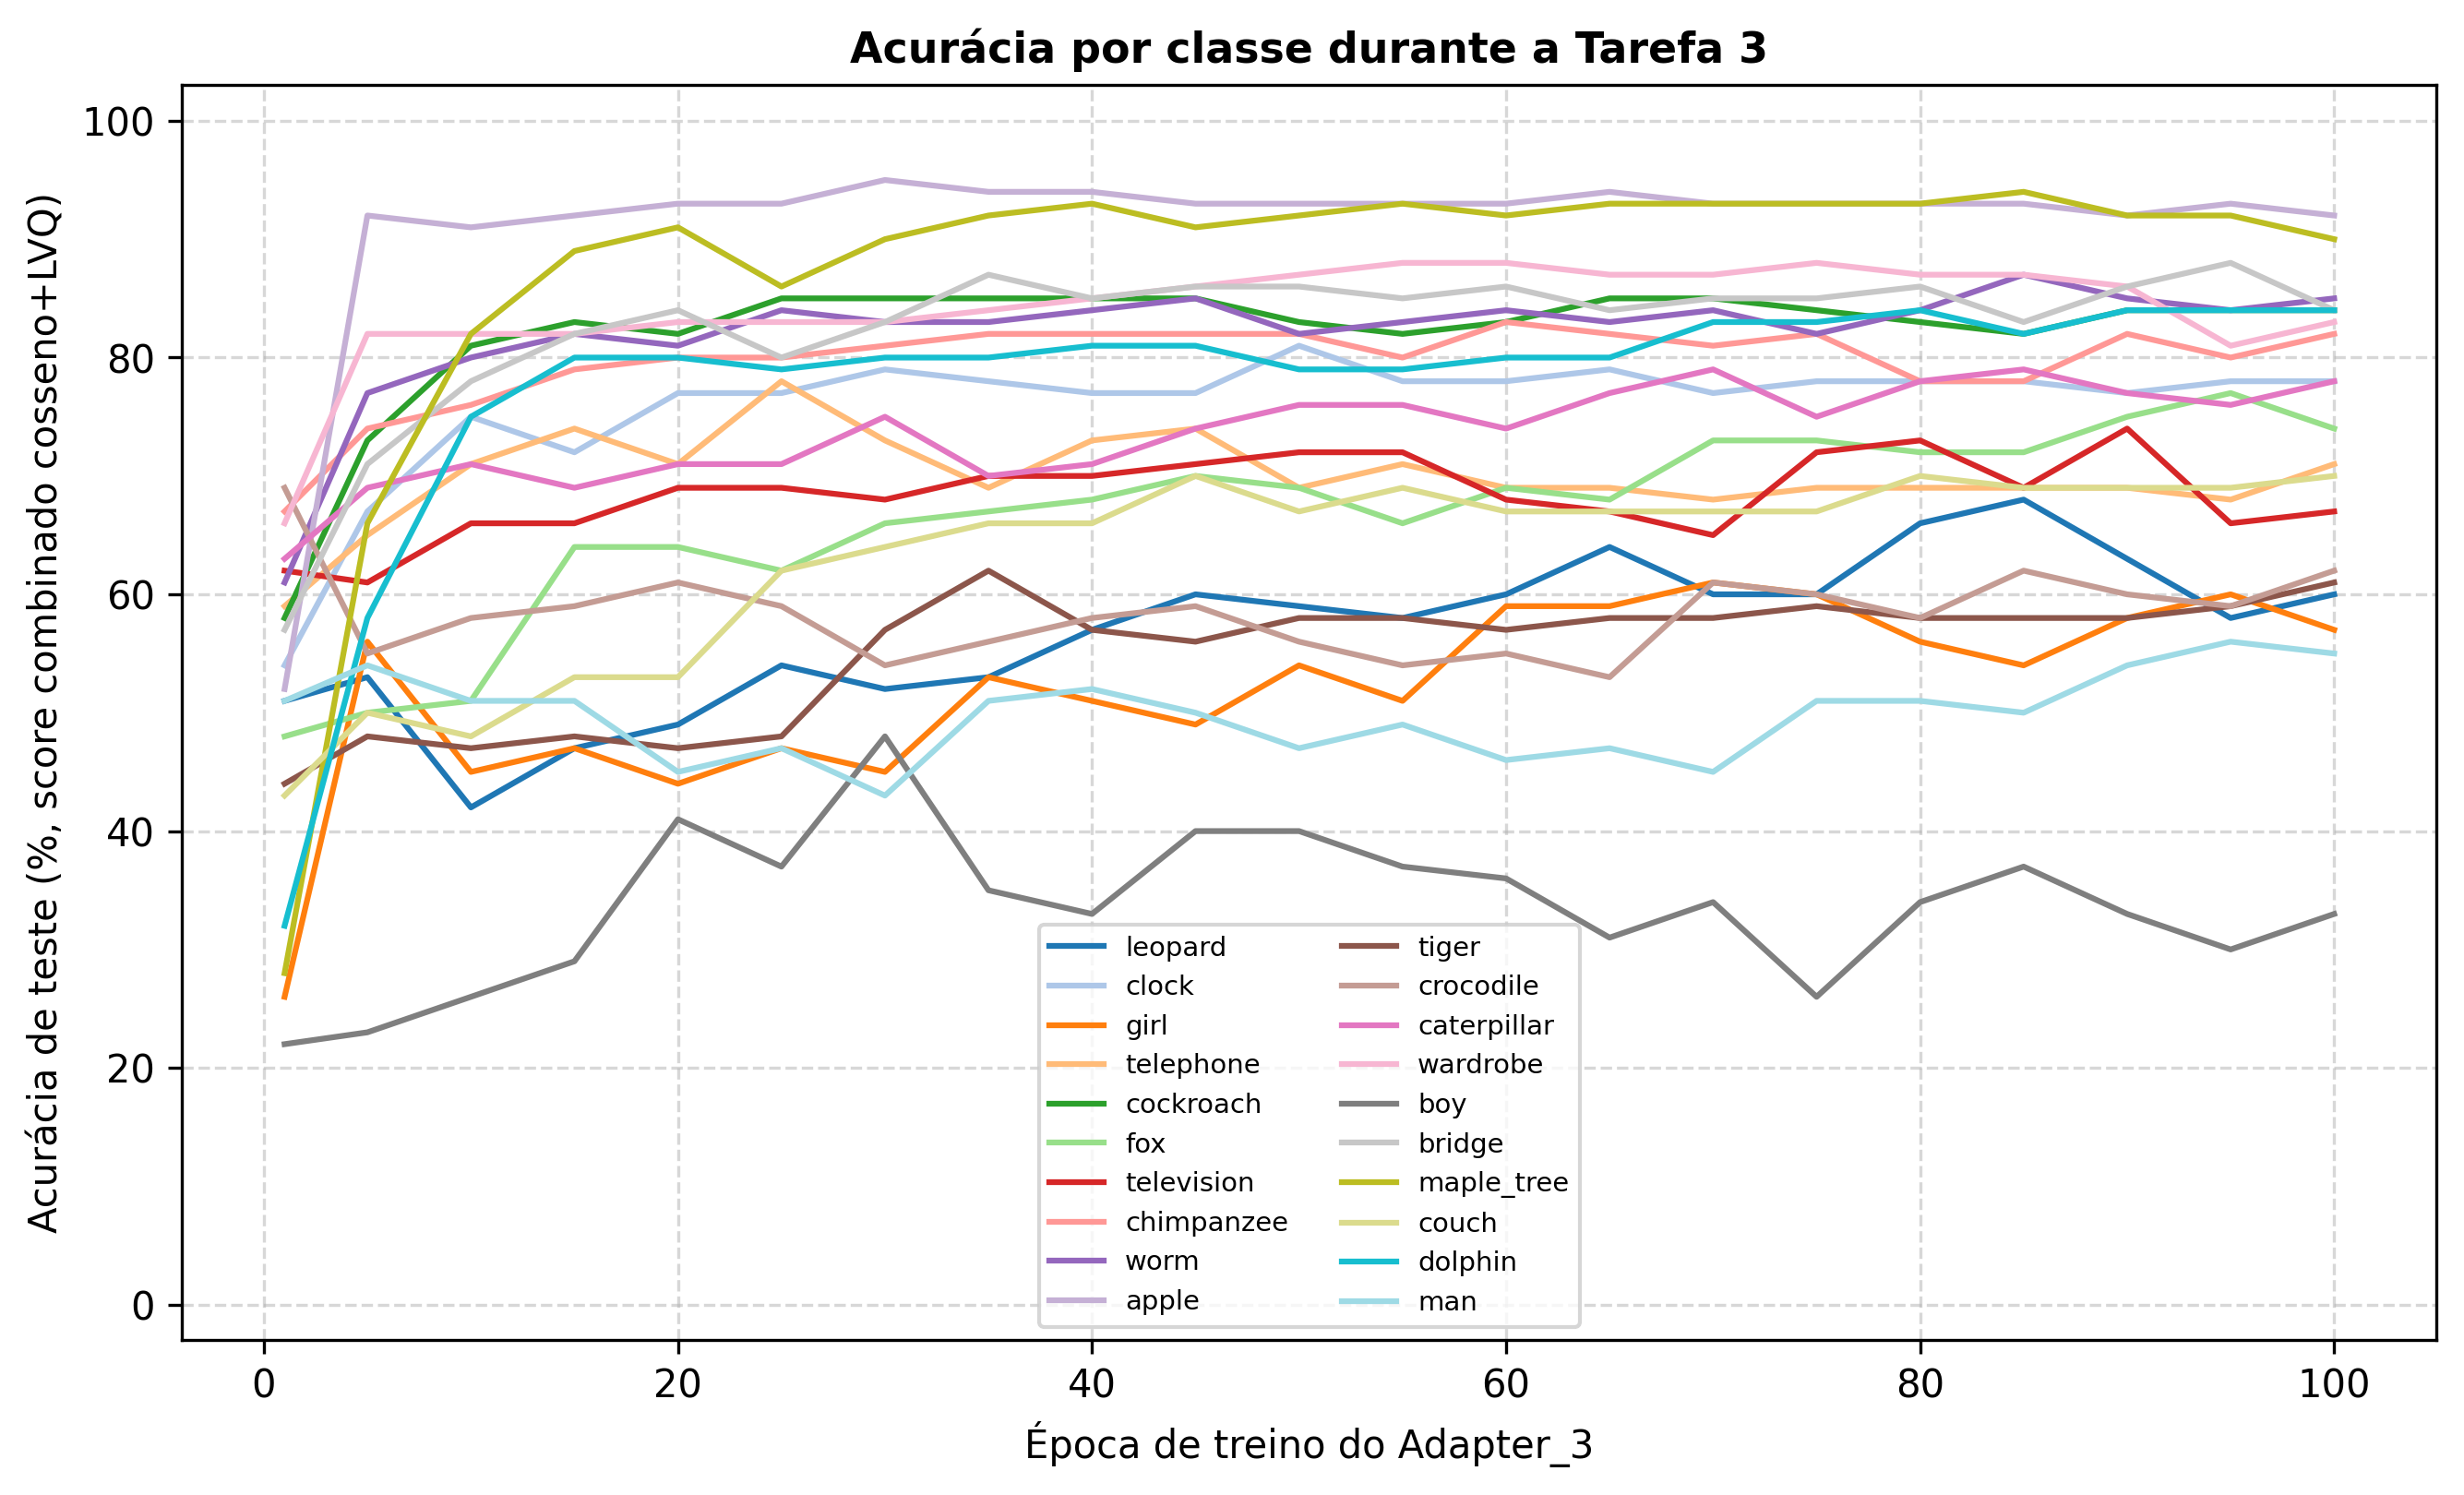 Acurácia por classe durante a Tarefa 3
Acurácia de teste (%, score combinado cosseno+LVQ)
100
80
60
40
20
0
leopard
clock
girl
telephone
cockroach
fox
television
chimpanzee
worm
apple
tiger
crocodile
caterpillar
wardrobe
boy
bridge
maple_tree
couch
dolphin
man
0
20
40
60
80
100
Época de treino do Adapter_3